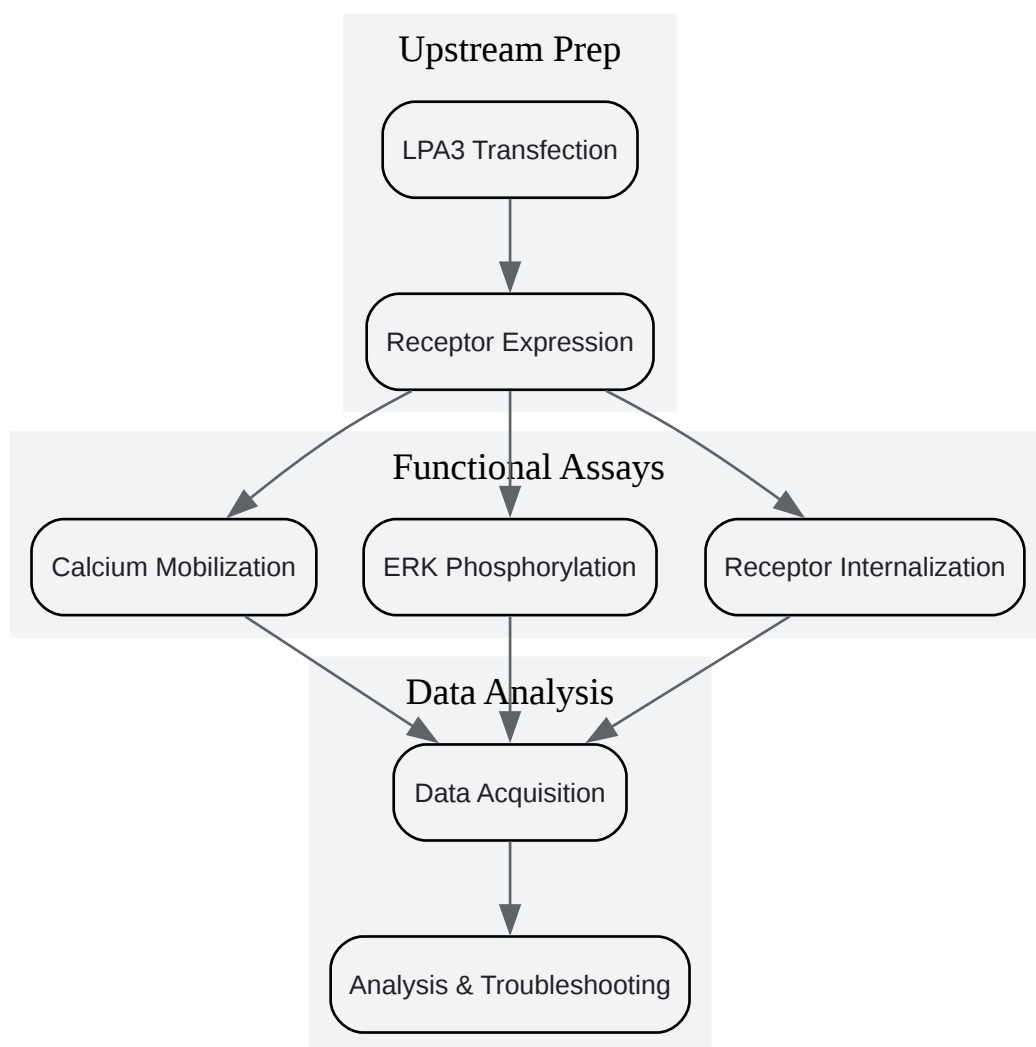 Upstream Prep
LPA3 Transfection
Receptor Expression
Functional Assays
Calcium Mobilization
ERK Phosphorylation
Receptor Internalization
Data Analysis
Data Acquisition
Analysis & Troubleshooting